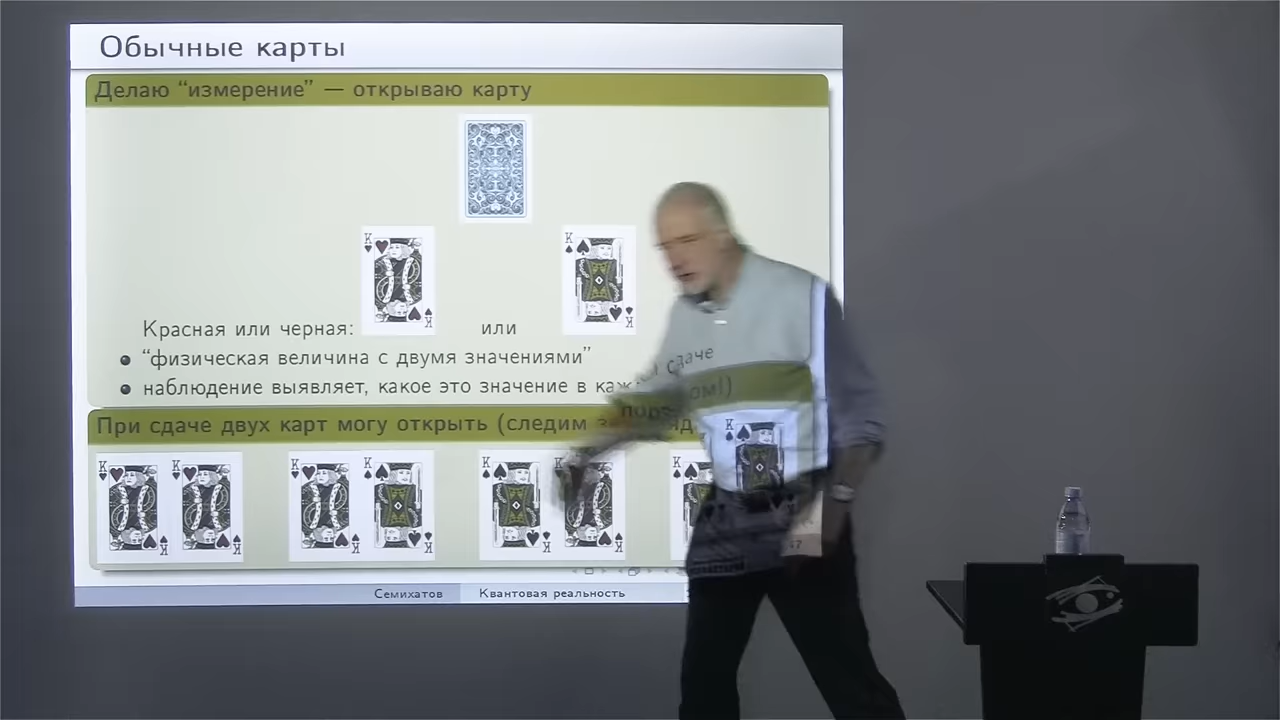 Обычные карты
Делаю “измерение” — открываю карту
Красная или черная:
или
“физическая величина с двумя значениями”
наблюдение выявляет, какое это значение в
При сдаче двух карт могу открыть (следим
K K K K K K K
Семихатов
Квантовая реальность